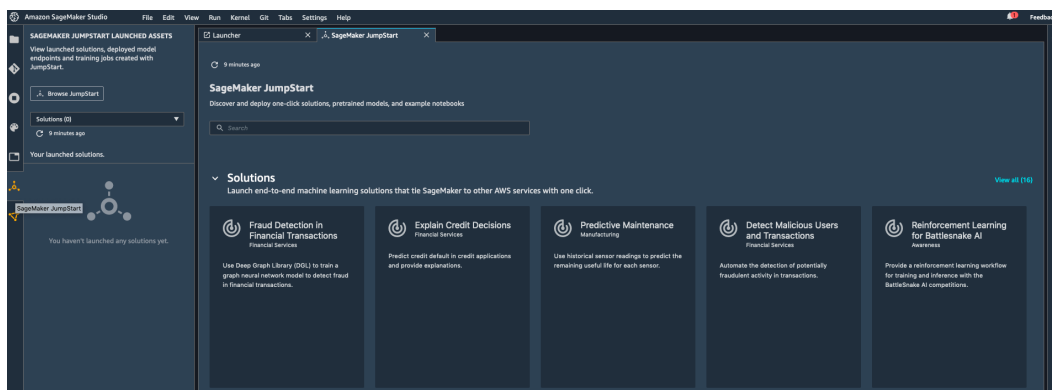 Amazon SageMaker Studio File Edit View Run Kernel Git Tabs Settings Help
Feedbac
SAGEMAKER JUMPSTART LAUNCHED ASSETS
View launched solutions, deployed model
endpoints and training jobs created with
JumpStart.
Browse JumpStart
Solutions (0)
9 minutes ago
Your launched solutions.
SageMaker JumpStart
You haven't launched any solutions yet.
Launcher
SageMaker JumpStart
9 minutes ago
SageMaker JumpStart
Discover and deploy one-click solutions, pretrained models, and example notebooks
Search
Solutions
View all (16)
Launch end-to-end machine learning solutions that tie SageMaker to other AWS services with one click.
Fraud Detection in
Financial Transactions
Financial Services
Use Deep Graph Library (DGL) to train a
graph neural network model to detect fraud
in financial transactions.
Explain Credit Decisions
Financial Services
Predict credit default in credit applications
and provide explanations.
Predictive Maintenance
Manufacturing
Use historical sensor readings to predict the
remaining useful life for each sensor.
Detect Malicious Users
and Transactions
Financial Services
Automate the detection of potentially
fraudulent activity in transactions.
Reinforcement Learning
for Battlesnake AI
Awareness
Provide a reinforcement learning workflow
for training and inference with the
BattleSnake AI competitions.